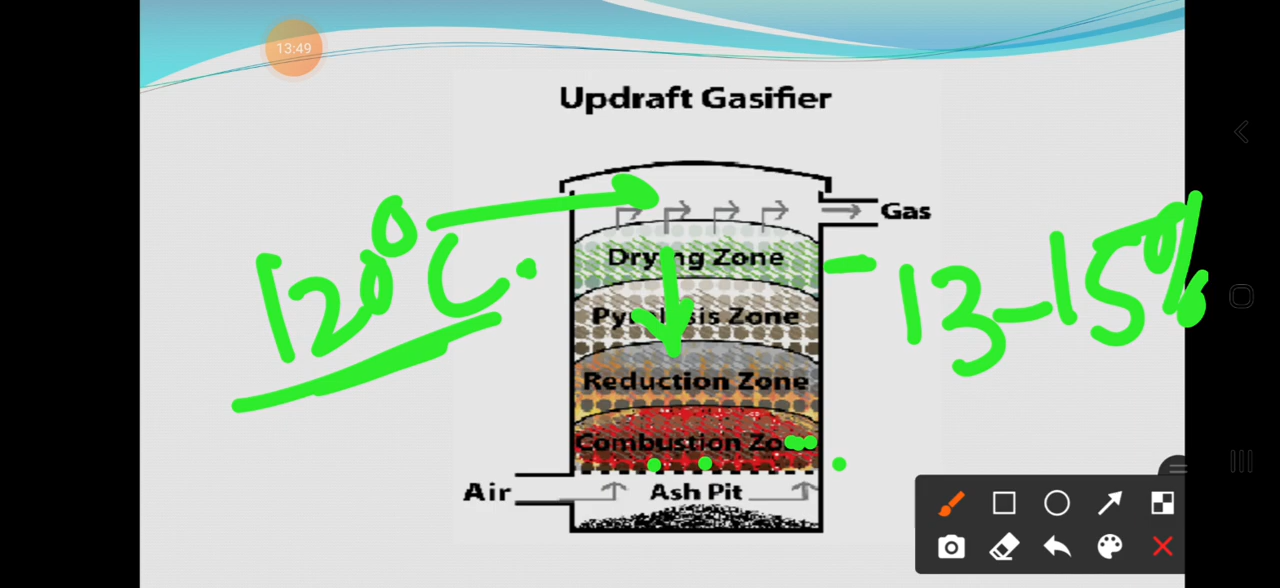 13:49
Updraft Gasifier
Gas
120°C.
Drying Zone
13-15%
Pyrolysis Zone
Reduction Zone
Combustion Zone
Air
Ash Pit